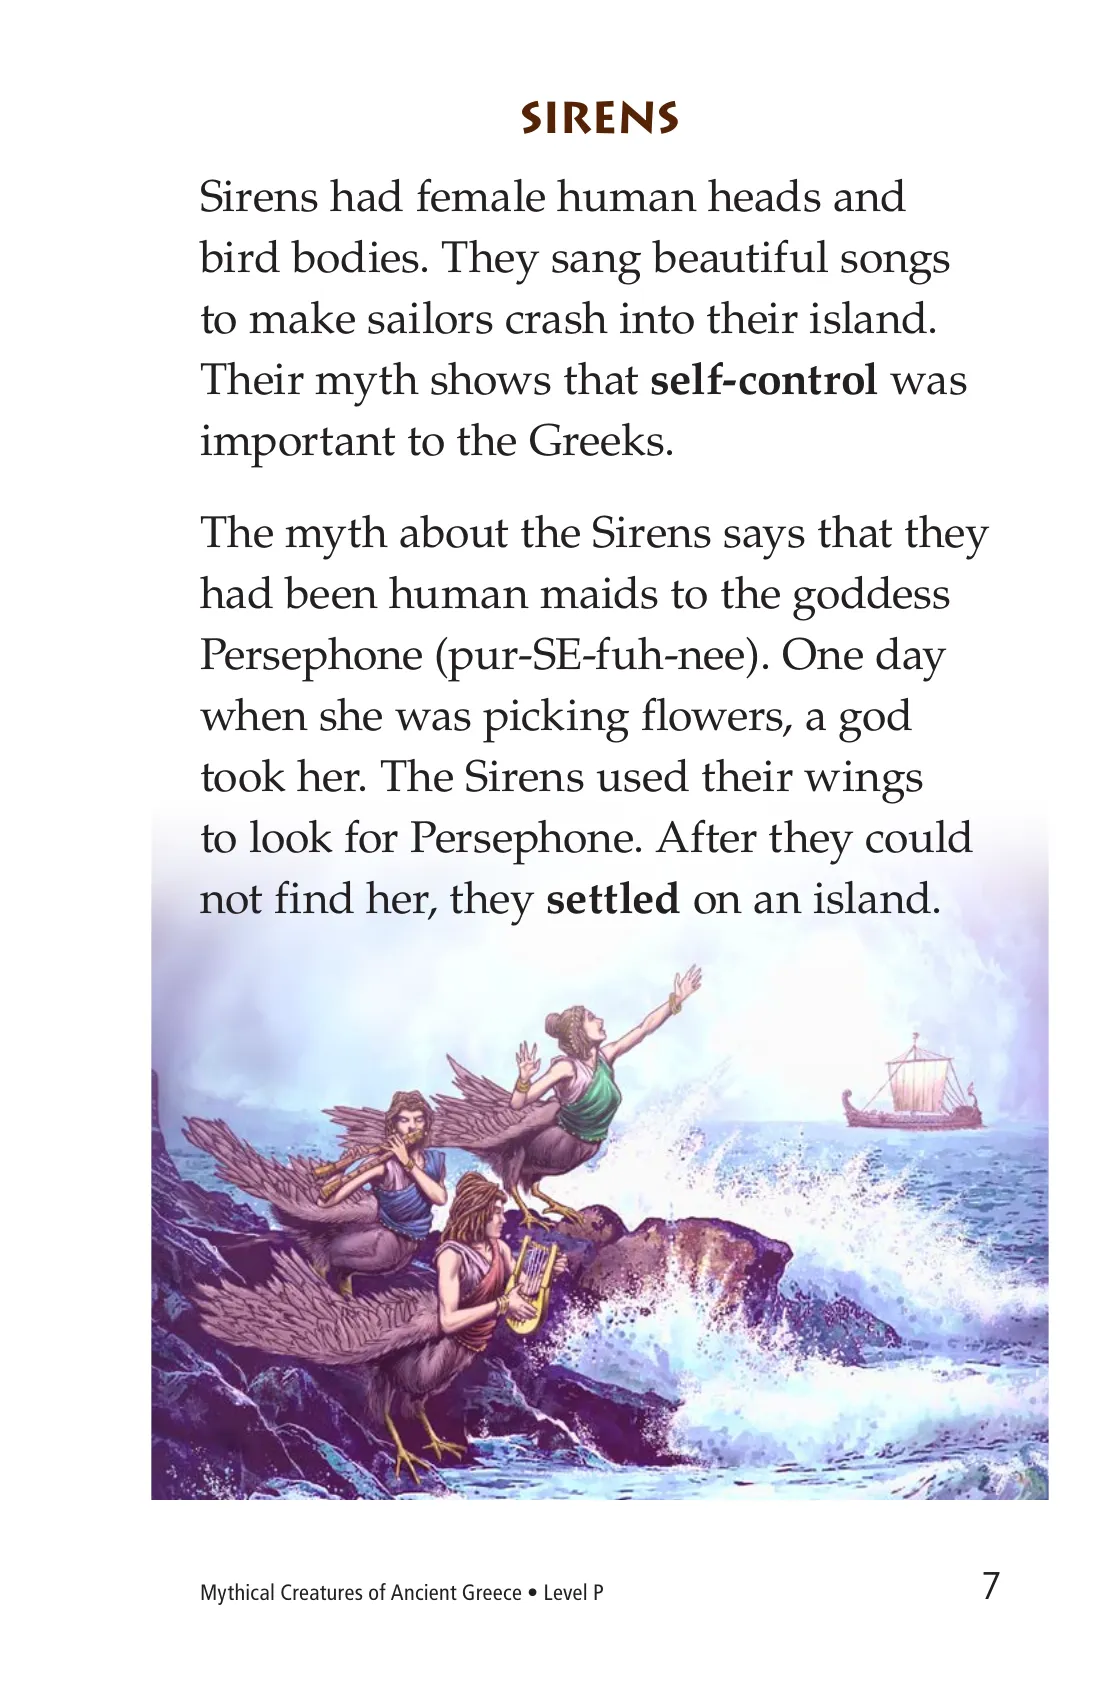 SIRENS
Sirens had female human heads and
bird bodies. They sang beautiful songs
to make sailors crash into their island.
Their myth shows that self-control was
important to the Greeks.
The myth about the Sirens says that they
had been human maids to the goddess
Persephone (pur-SE-fuh-nee). One day
when she was picking flowers, a god
took her. The Sirens used their wings
to look for Persephone. After they could
not find her, they settled on an island.
Mythical Creatures of Ancient Greece • Level P
7